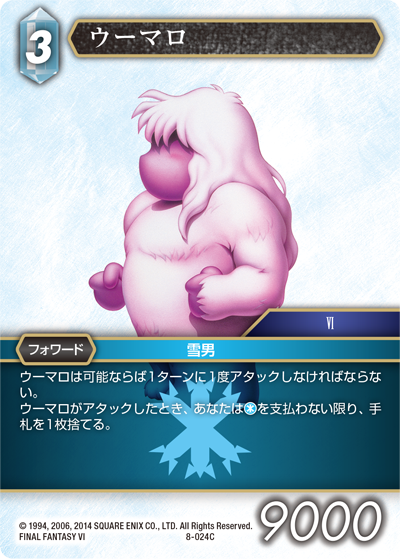 3
ウーマロ
VI
フォワード
雪男
ウーマロは可能ならば1ターンに1度アタックしなければならな
い。
ウーマロがアタックしたとき、あなたは氷を支払わない限り、手
札を1枚捨てる。
© 1994, 2006, 2014 SQUARE ENIX CO., LTD. All Rights Reserved.
FINAL FANTASY VI
8-024C
9000